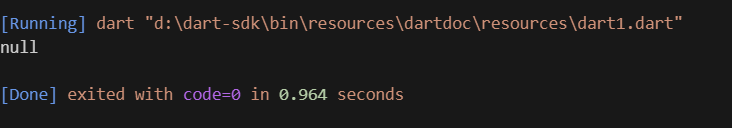 [Running] dart "d:\dart-sdk\bin\resources\dartdoc\resources\dart1.dart"
null
[Done] exited with code=0 in 0.964 seconds